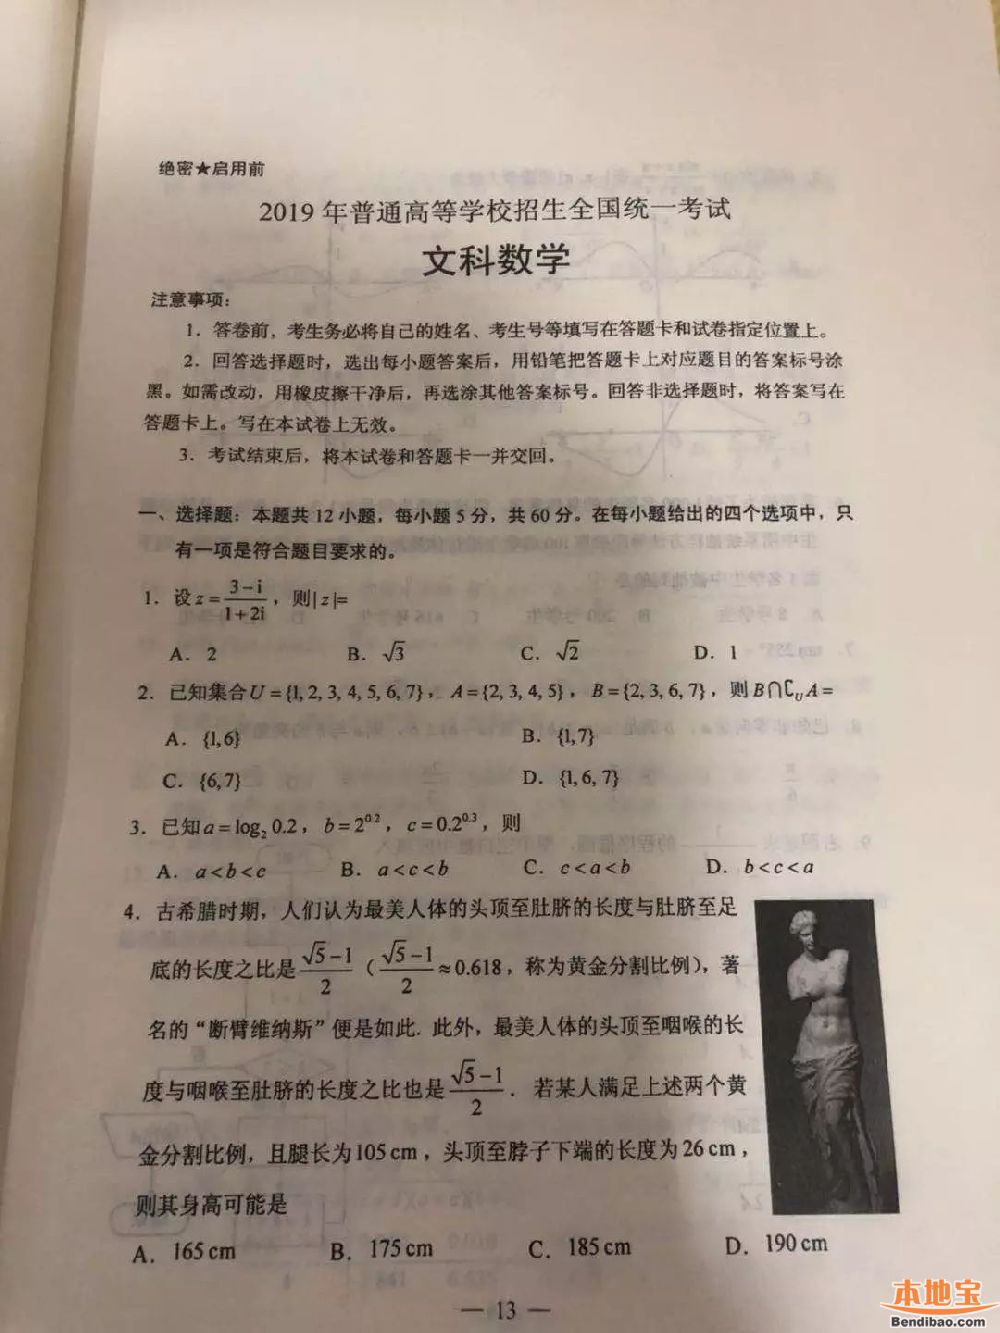 绝密★启用前
2019 年普通高等学校招生全国统一考试
文科数学
注意事项：
1．答卷前，考生务必将自己的姓名、考生号等填写在答题卡和试卷指定位置上。
2．回答选择题时，选出每小题答案后，用铅笔把答题卡上对应题目的答案标号涂
黑。如需改动，用橡皮擦干净后，再选涂其他答案标号。回答非选择题时，将答案写在
答题卡上。写在本试卷上无效。
3．考试结束后，将本试卷和答题卡一并交回。
一、选择题：本题共 12 小题，每小题 5 分，共 60 分。在每小题给出的四个选项中，只
有一项是符合题目要求的。
1．设 z = (3−i)/(1+2i)，则|z|=
A．2 B．√3 C．√2 D．1
2．已知集合U = {1, 2, 3, 4, 5, 6, 7}，A = {2, 3, 4, 5}，B = {2, 3, 6, 7}，则 B∩∁_U A =
A．{1,6} B．{1,7}
C．{6,7} D．{1, 6, 7}
3．已知 a = log₂ 0.2，b = 2^0.2，c = 0.2^0.3，则
A．a<b<c B．a<c<b C．c<a<b D．b<c<a
4．古希腊时期，人们认为最美人体的头顶至肚脐的长度与肚脐至足
底的长度之比是 (√5−1)/2（(√5−1)/2≈0.618，称为黄金分割比例），著
名的“断臂维纳斯”便是如此．此外，最美人体的头顶至咽喉的长
度与咽喉至肚脐的长度之比也是 (√5−1)/2．若某人满足上述两个黄
金分割比例，且腿长为105 cm，头顶至脖子下端的长度为 26 cm，
则其身高可能是
A．165 cm B．175 cm C．185 cm D．190 cm
— 13 —
本地宝
Bendibao.com